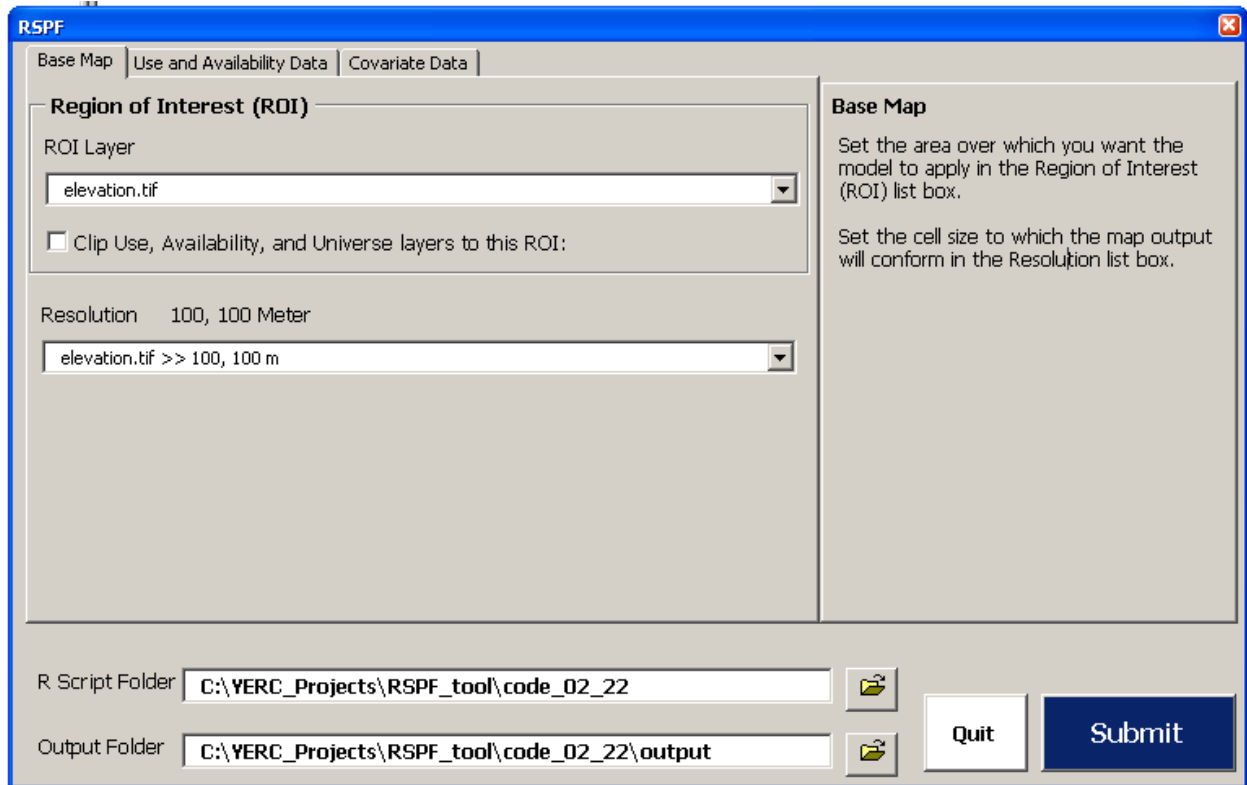 RSPF
Base Map
Use and Availability Data
Covariate Data
Region of Interest (ROI)
ROI Layer
elevation.tif
Clip Use, Availability, and Universe layers to this ROI:
Resolution 100, 100 Meter
elevation.tif >> 100, 100 m
Base Map
Set the area over which you want the
model to apply in the Region of Interest
(ROI) list box.
Set the cell size to which the map output
will conform in the Resolution list box.
R Script Folder
C:\YERC_Projects\RSPF_tool\code_02_22
Output Folder
C:\YERC_Projects\RSPF_tool\code_02_22\output
Quit
Submit